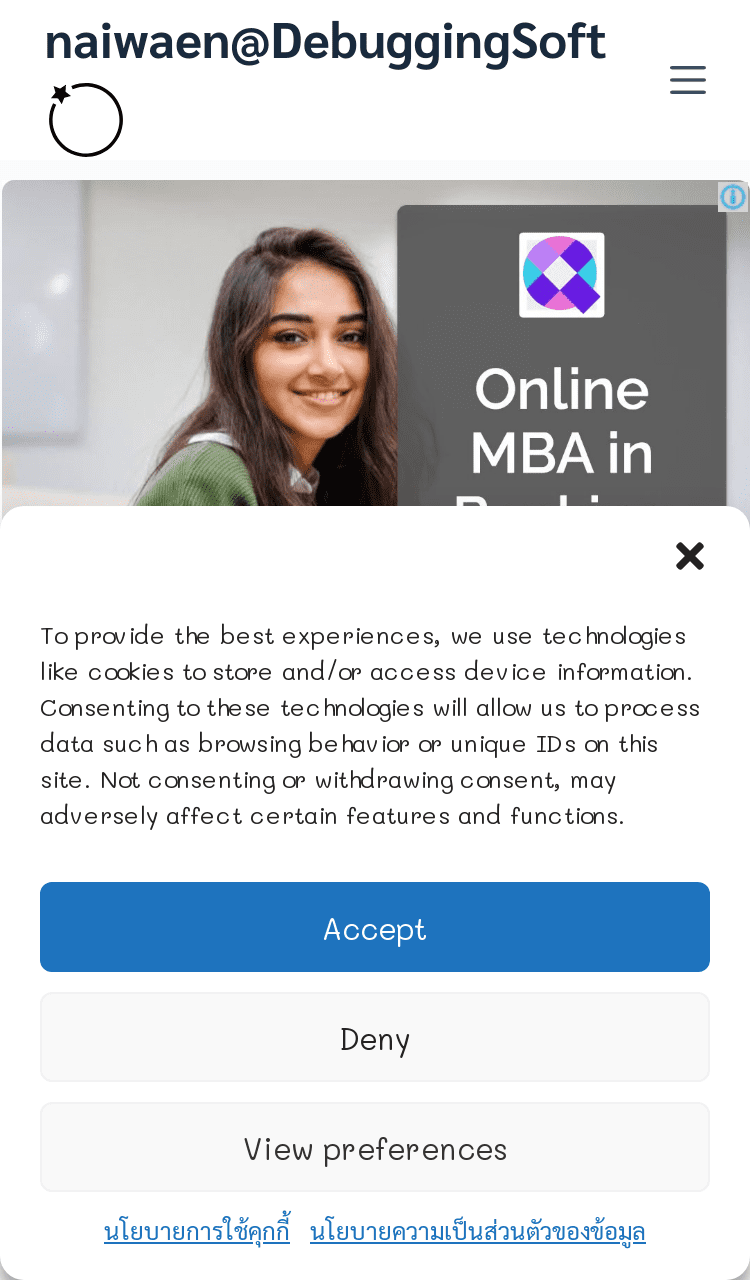 naiwaen@DebuggingSoft
Online
MBA in
To provide the best experiences, we use technologies
like cookies to store and/or access device information.
Consenting to these technologies will allow us to process
data such as browsing behavior or unique IDs on this
site. Not consenting or withdrawing consent, may
adversely affect certain features and functions.
Accept
Deny
View preferences
นโยบายการใช้คุกกี้ นโยบายความเป็นส่วนตัวของข้อมูล